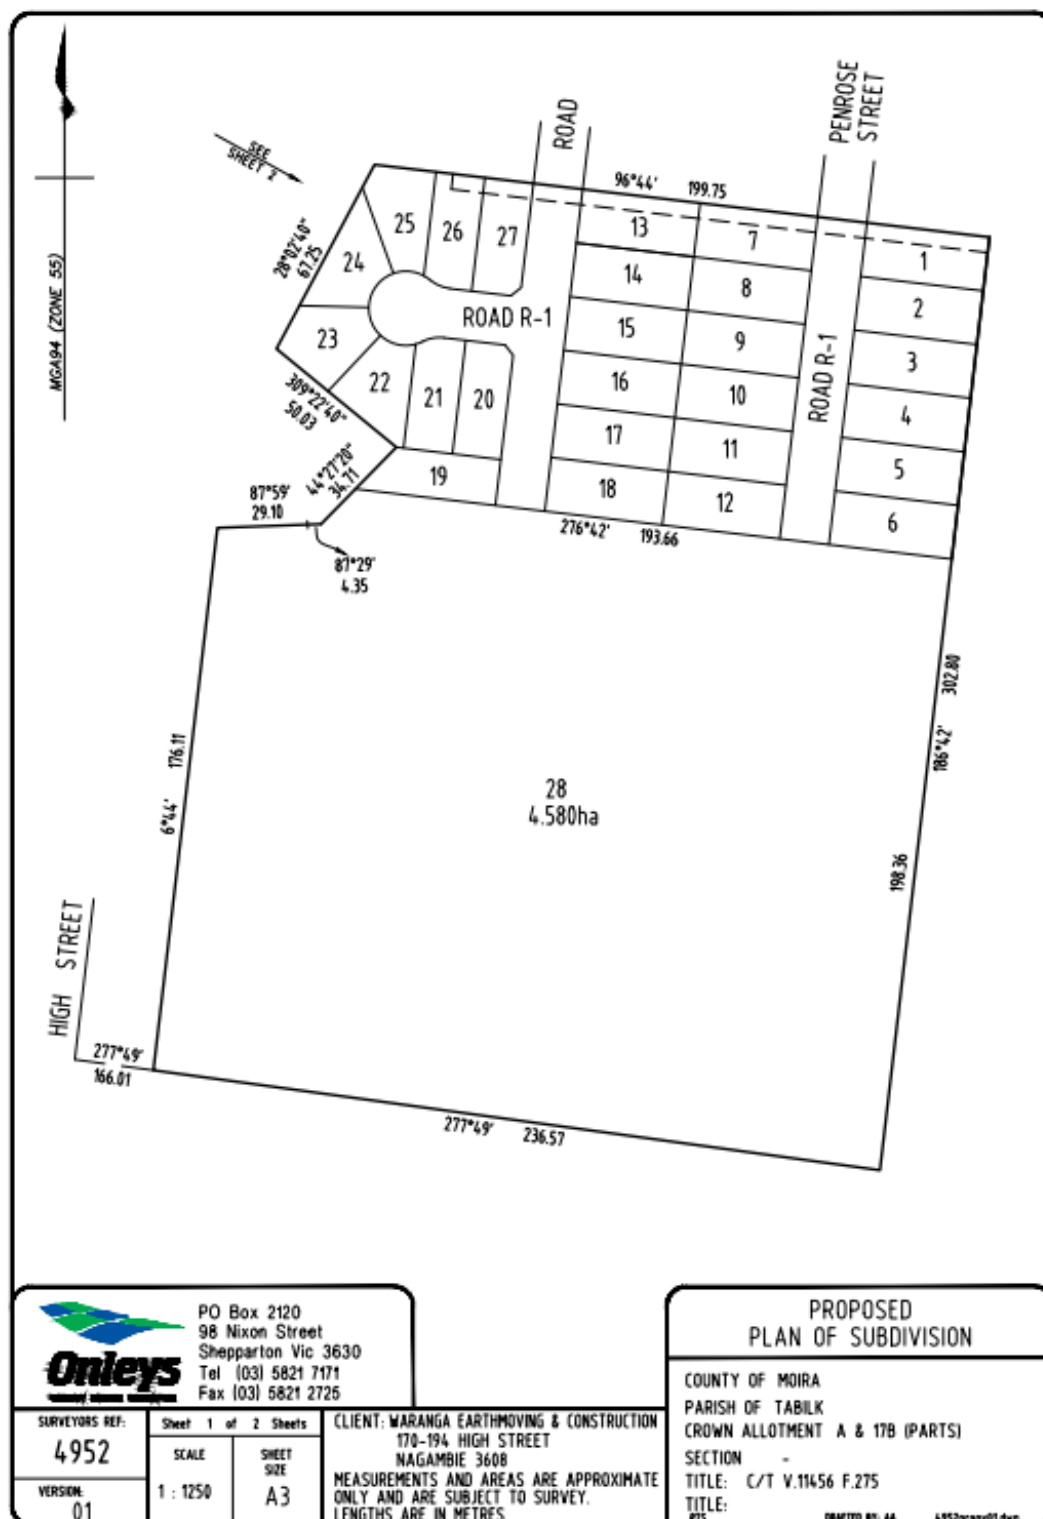 PENROSE
STREET
ROAD
SEE
SHEET 2
96°44' 199.75
25
26
27
13
7
1
24
28°02'40"
67.25
14
8
2
MGA94 (ZONE 55)
ROAD R-1
23
15
9
3
ROAD R-1
22
21
20
16
10
4
309°22'40"
50.03
17
11
5
44°27'20"
34.71
19
18
12
6
87°59'
29.10
276°42' 193.66
87°29'
4.35
302.80
186°42'
176.11
6°44'
28
4.580ha
198.36
HIGH STREET
277°49'
166.01
277°49' 236.57
PO Box 2120
98 Nixon Street
Shepparton Vic 3630
Tel (03) 5821 7171
Fax (03) 5821 2725
Onleys
SURVEYORS REF:
4952
VERSION:
01
Sheet 1 of 2 Sheets
SCALE
1 : 1250
SHEET
SIZE
A3
CLIENT: WARANGA EARTHMOVING & CONSTRUCTION
170-194 HIGH STREET
NAGAMBIE 3608
MEASUREMENTS AND AREAS ARE APPROXIMATE
ONLY AND ARE SUBJECT TO SURVEY.
LENGTHS ARE IN METRES
PROPOSED
PLAN OF SUBDIVISION
COUNTY OF MOIRA
PARISH OF TABILK
CROWN ALLOTMENT A & 17B (PARTS)
SECTION -
TITLE: C/T V.11456 F.275
TITLE: